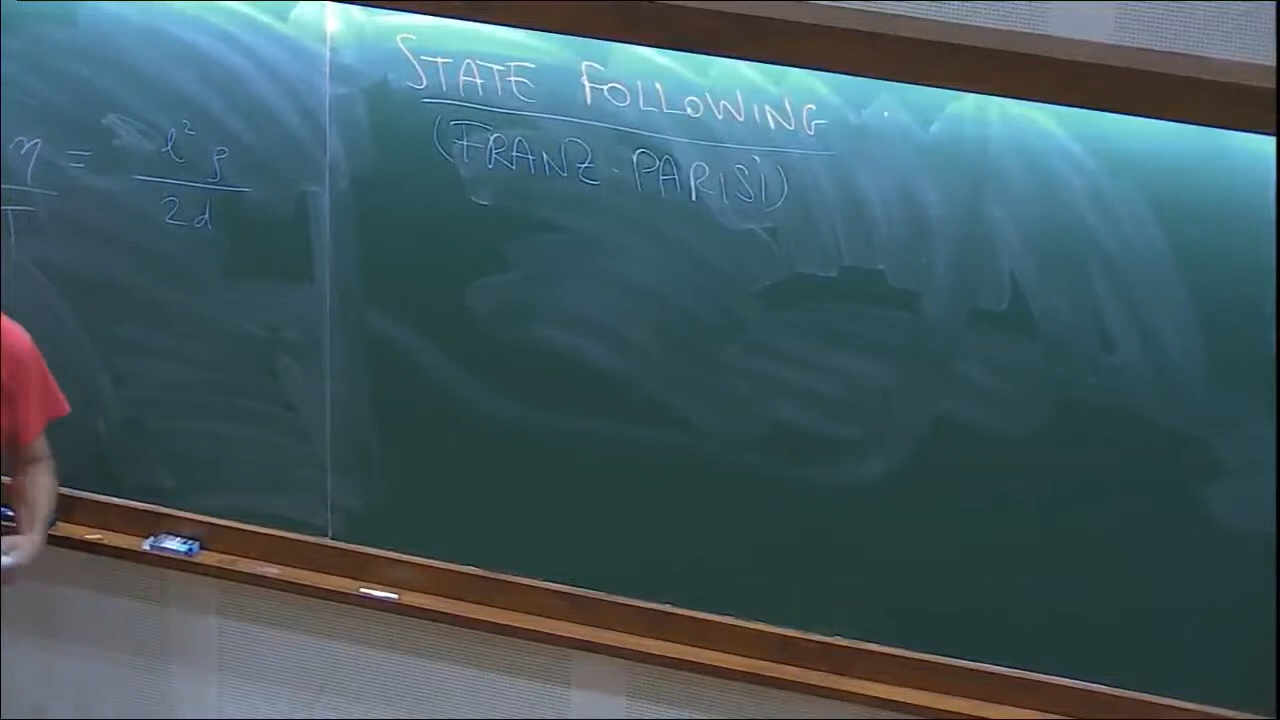 η/T = l²ρ/2d
STATE FOLLOWING
(FRANZ-PARISI)